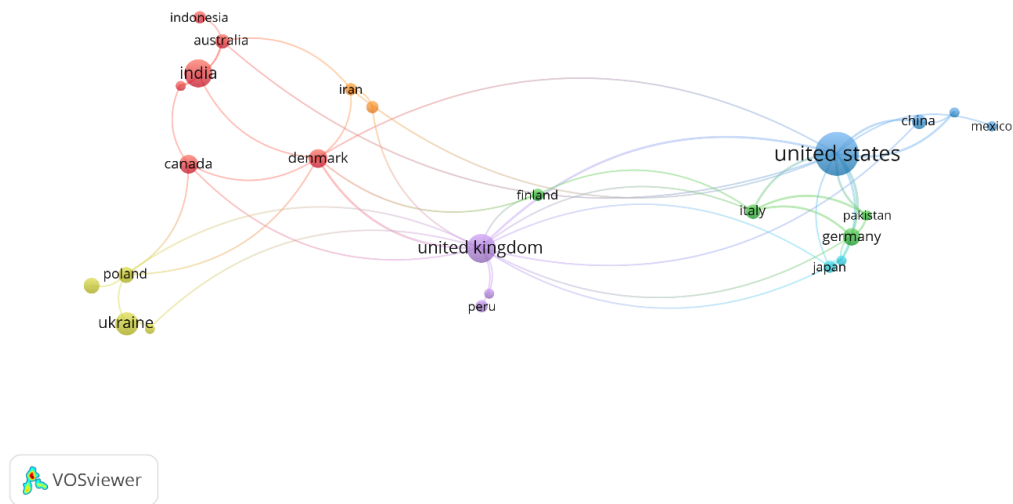 indonesia
australia
india
iran
china
mexico
united states
denmark
canada
finland
italy
pakistan
germany
united kingdom
japan
poland
peru
ukraine
VOSviewer